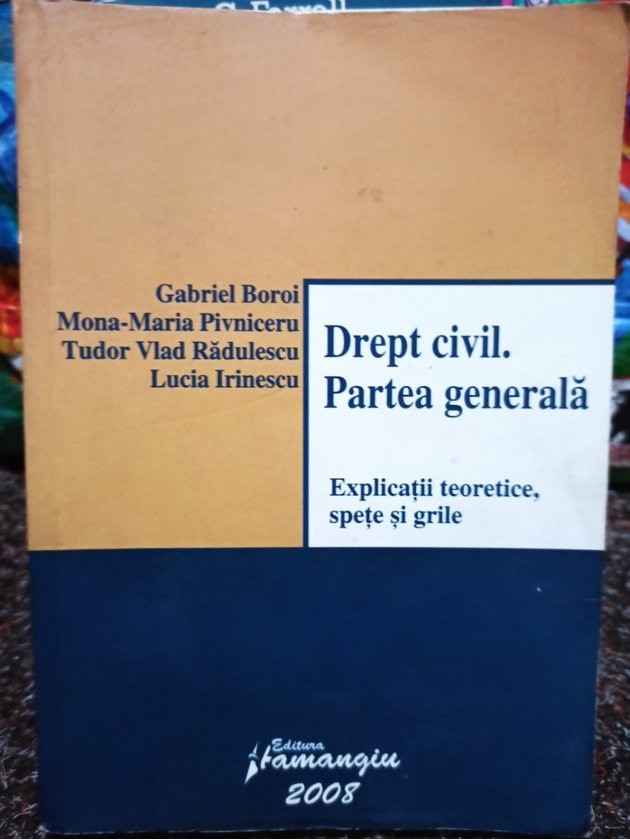 C. Farrell
Gabriel Boroi
Mona-Maria Pivniceru
Tudor Vlad Rădulescu
Lucia Irinescu
Drept civil.
Partea generală
Explicații teoretice,
spețe și grile
Editura
Hamangiu
2008